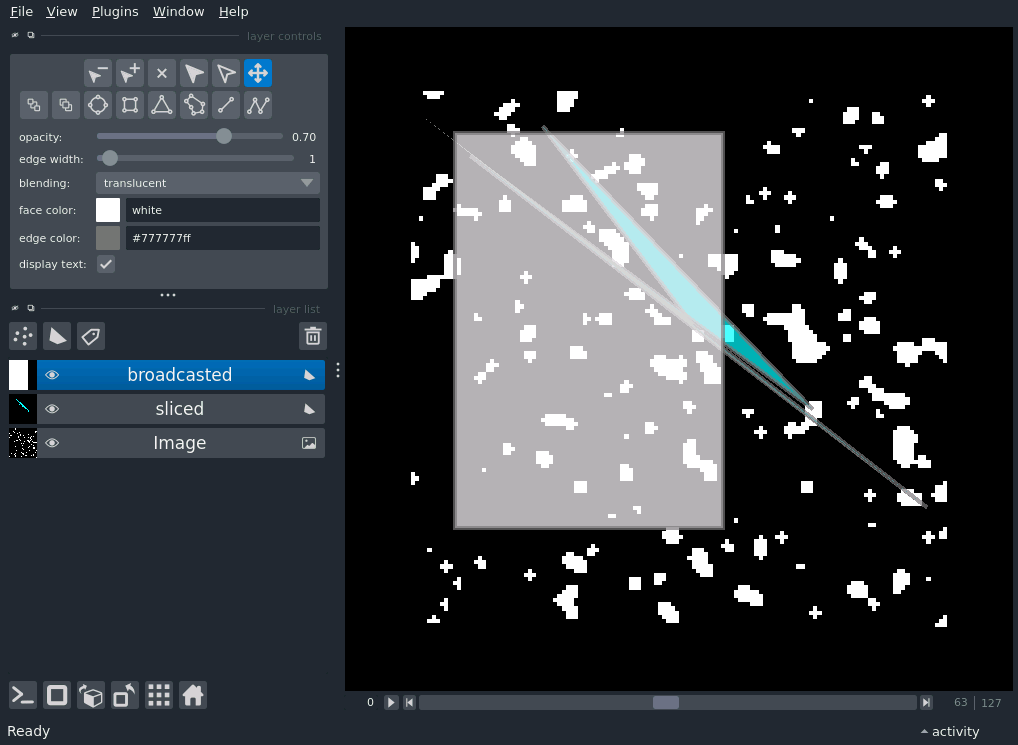 File View Plugins Window Help
layer controls
opacity: 0.70
edge width: 1
blending: translucent
face color: white
edge color: #777777ff
display text:
layer list
broadcasted
sliced
Image
0 63 127
Ready activity